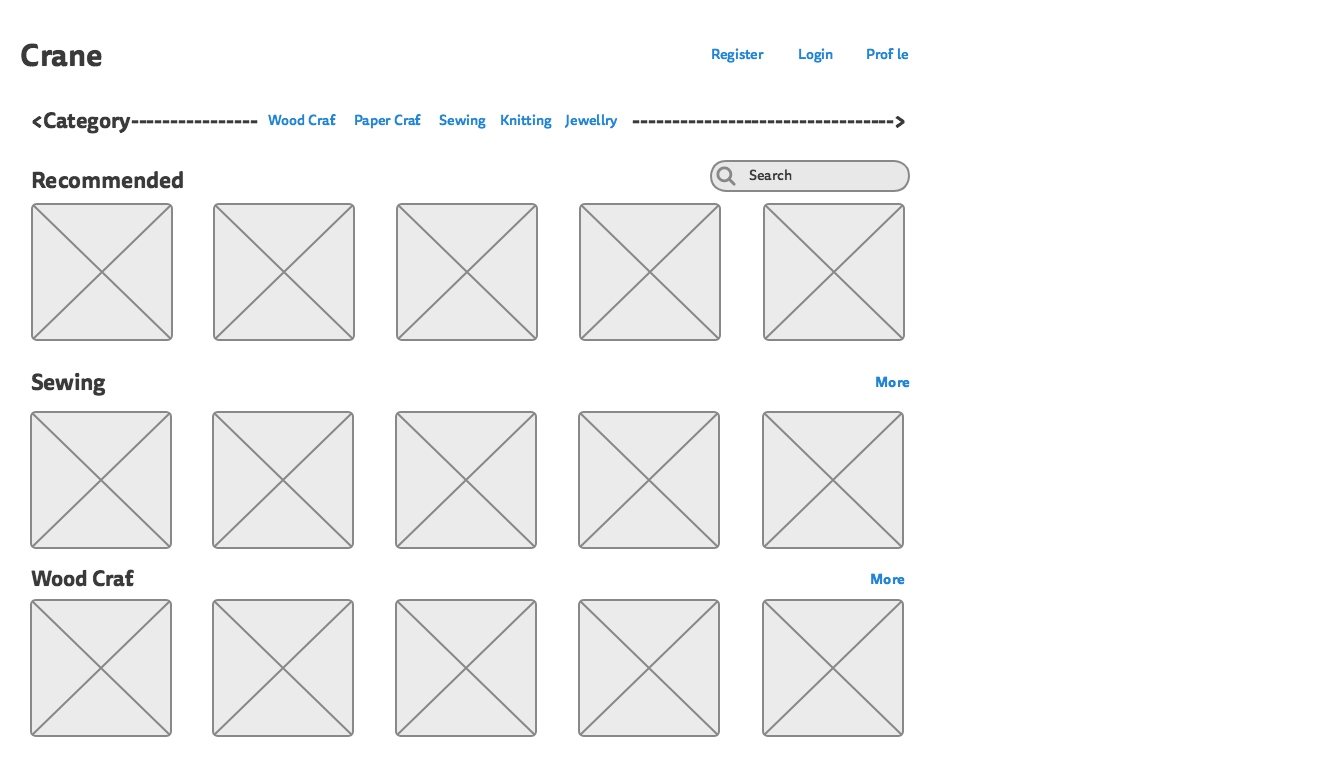 Crane
Register Login Prof le
<Category---------------- Wood Craf Paper Craf Sewing Knitting Jewellry --------------------------------->
Recommended
Search
Sewing More
Wood Craf More